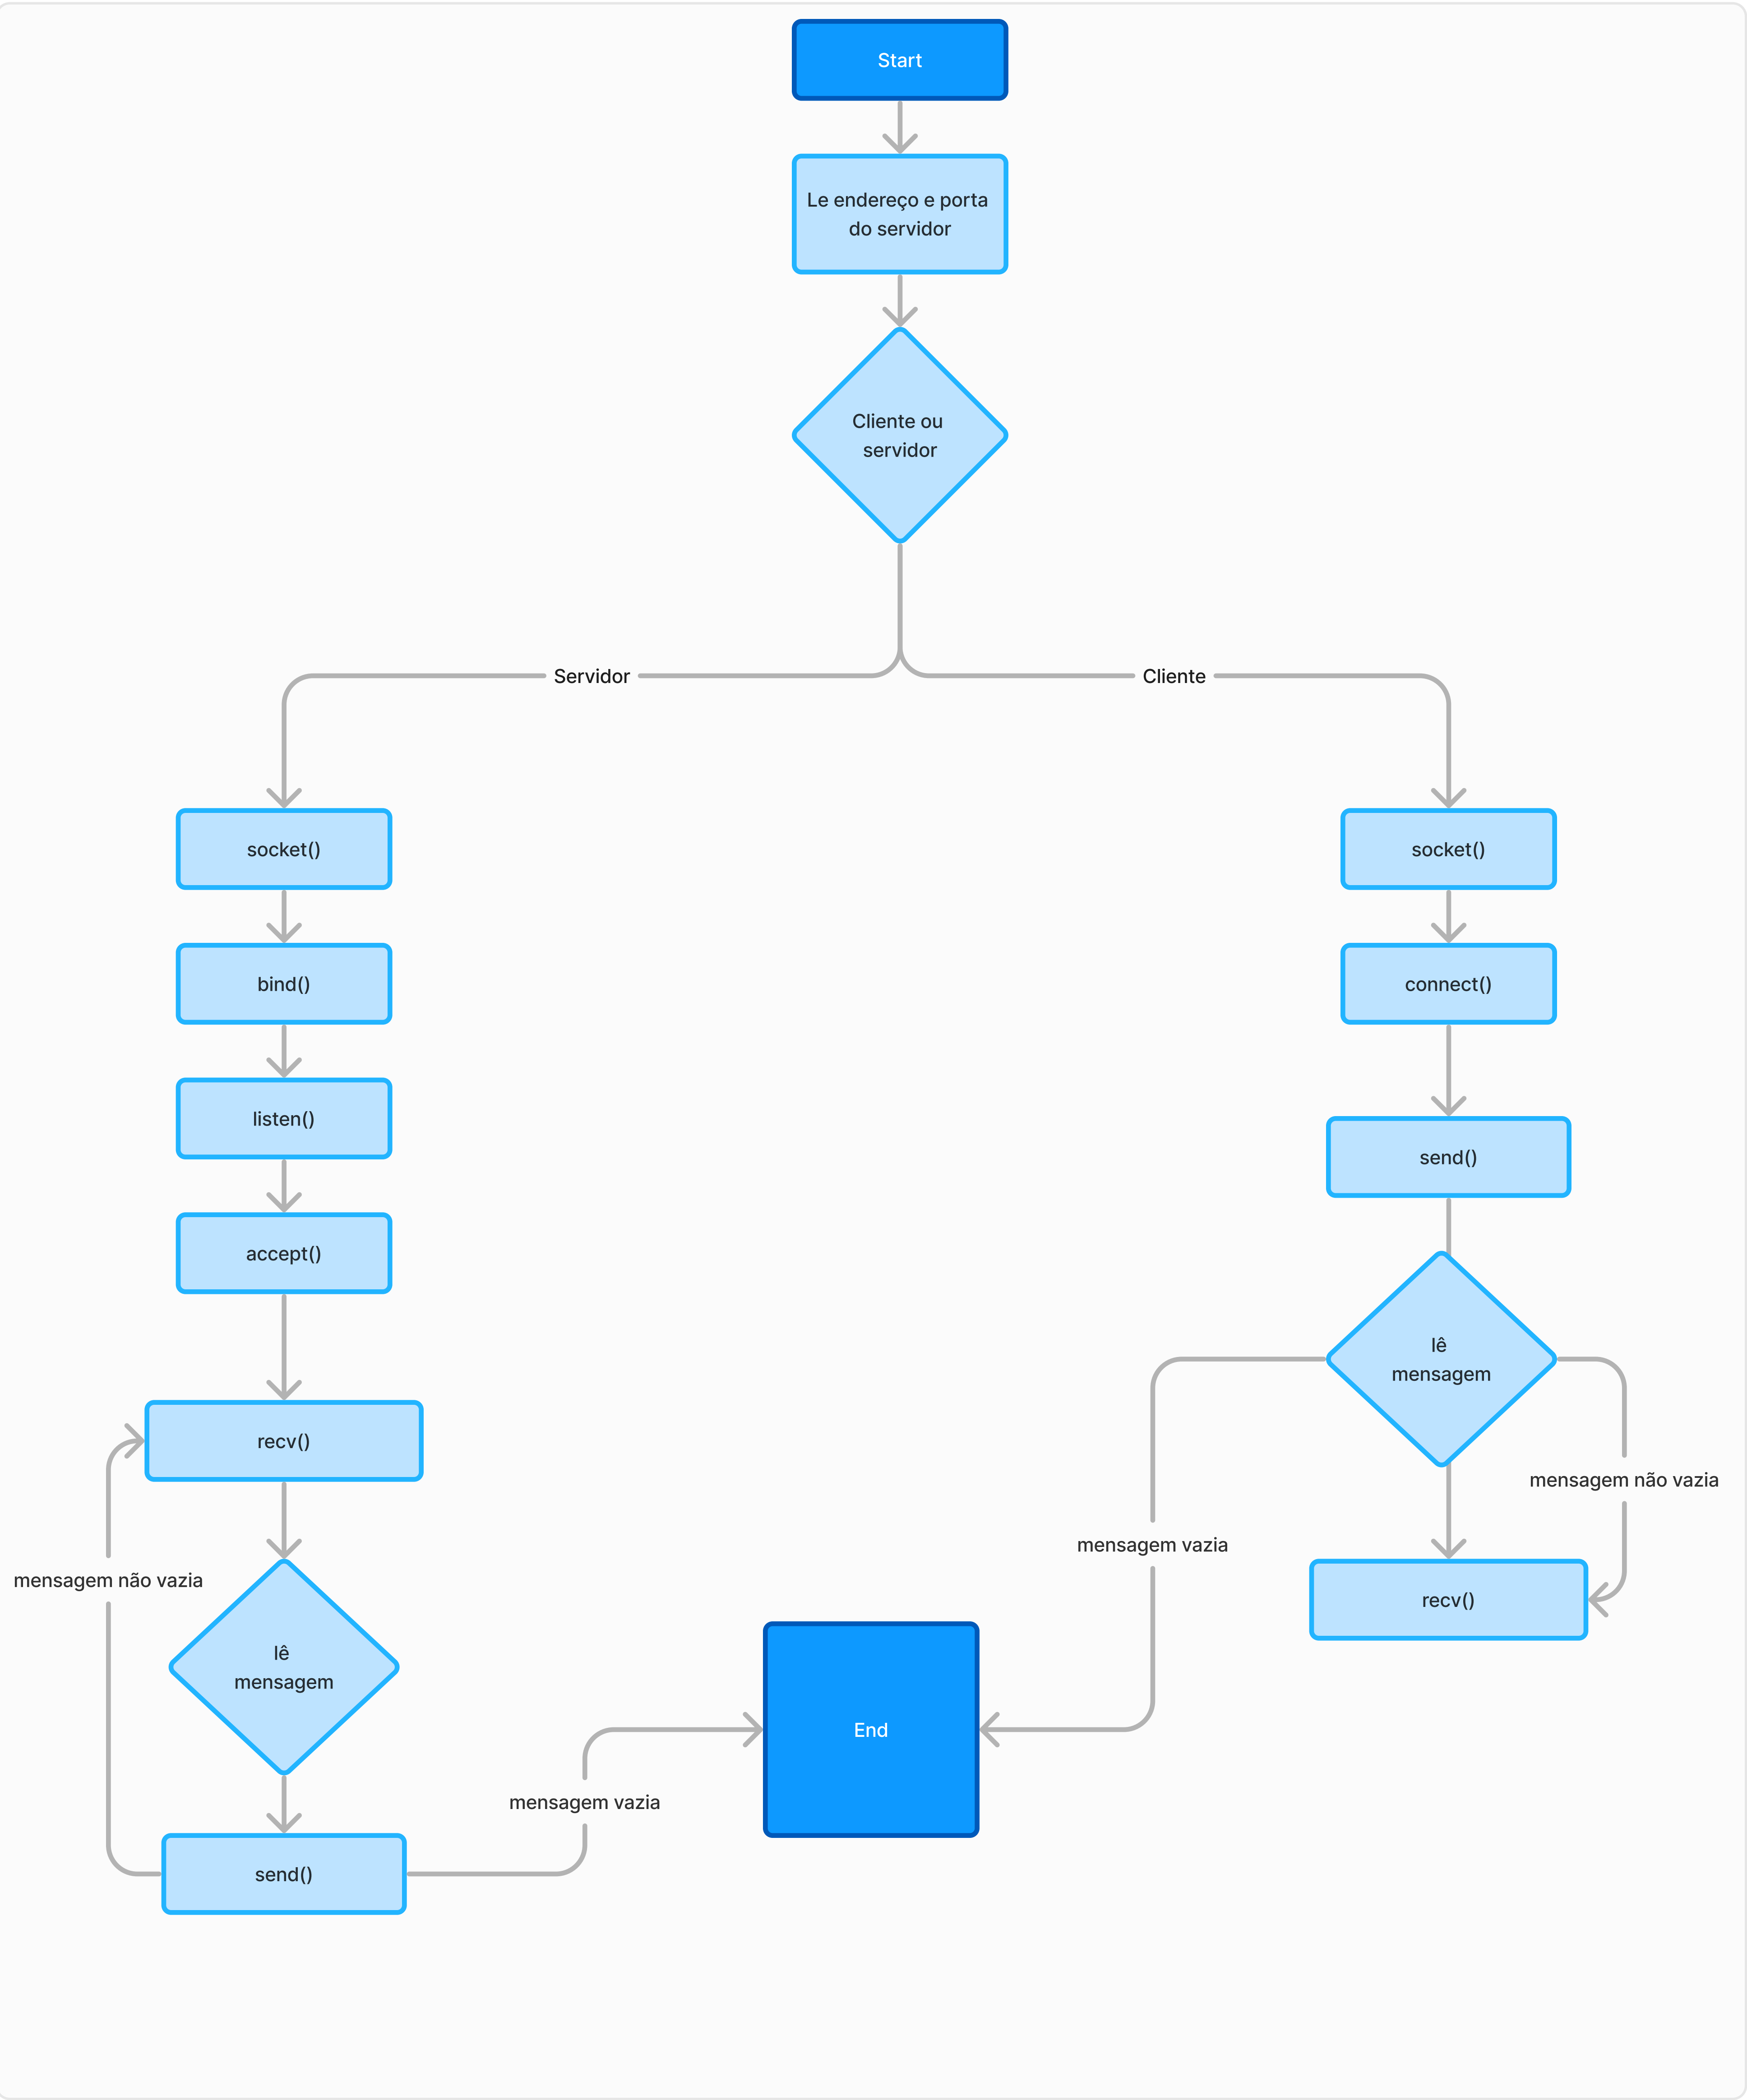 Start
Le endereço e porta
do servidor
Cliente ou
servidor
Servidor
Cliente
socket()
bind()
listen()
accept()
recv()
mensagem não vazia
lê
mensagem
send()
mensagem vazia
End
socket()
connect()
send()
lê
mensagem
mensagem não vazia
mensagem vazia
recv()